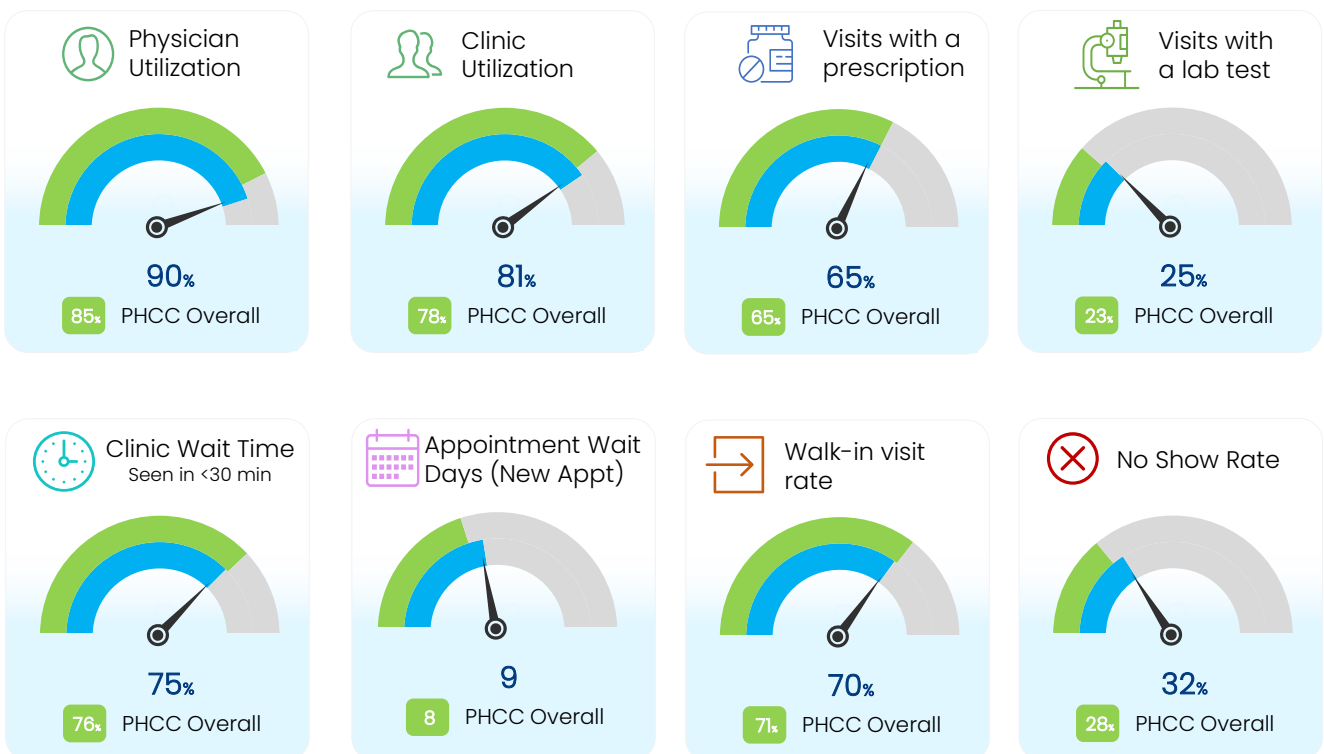 Physician
Utilization
90%
85% PHCC Overall
Clinic
Utilization
81%
78% PHCC Overall
Visits with a
prescription
65%
65% PHCC Overall
Visits with
a lab test
25%
23% PHCC Overall
Clinic Wait Time
Seen in <30 min
75%
76% PHCC Overall
Appointment Wait
Days (New Appt)
9
8 PHCC Overall
Walk-in visit
rate
70%
71% PHCC Overall
No Show Rate
32%
28% PHCC Overall